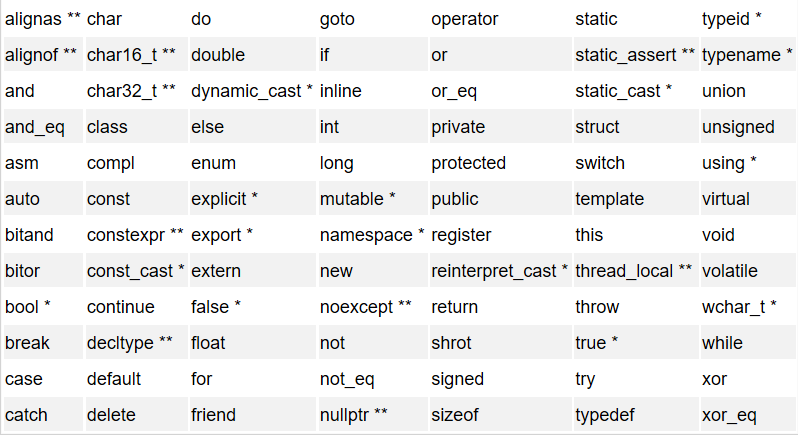 alignas ** char do goto operator static typeid *
alignof ** char16_t ** double if or static_assert ** typename *
and char32_t ** dynamic_cast * inline or_eq static_cast * union
and_eq class else int private struct unsigned
asm compl enum long protected switch using *
auto const explicit * mutable * public template virtual
bitand constexpr ** export * namespace * register this void
bitor const_cast * extern new reinterpret_cast * thread_local ** volatile
bool * continue false * noexcept ** return throw wchar_t *
break decltype ** float not shrot true * while
case default for not_eq signed try xor
catch delete friend nullptr ** sizeof typedef xor_eq